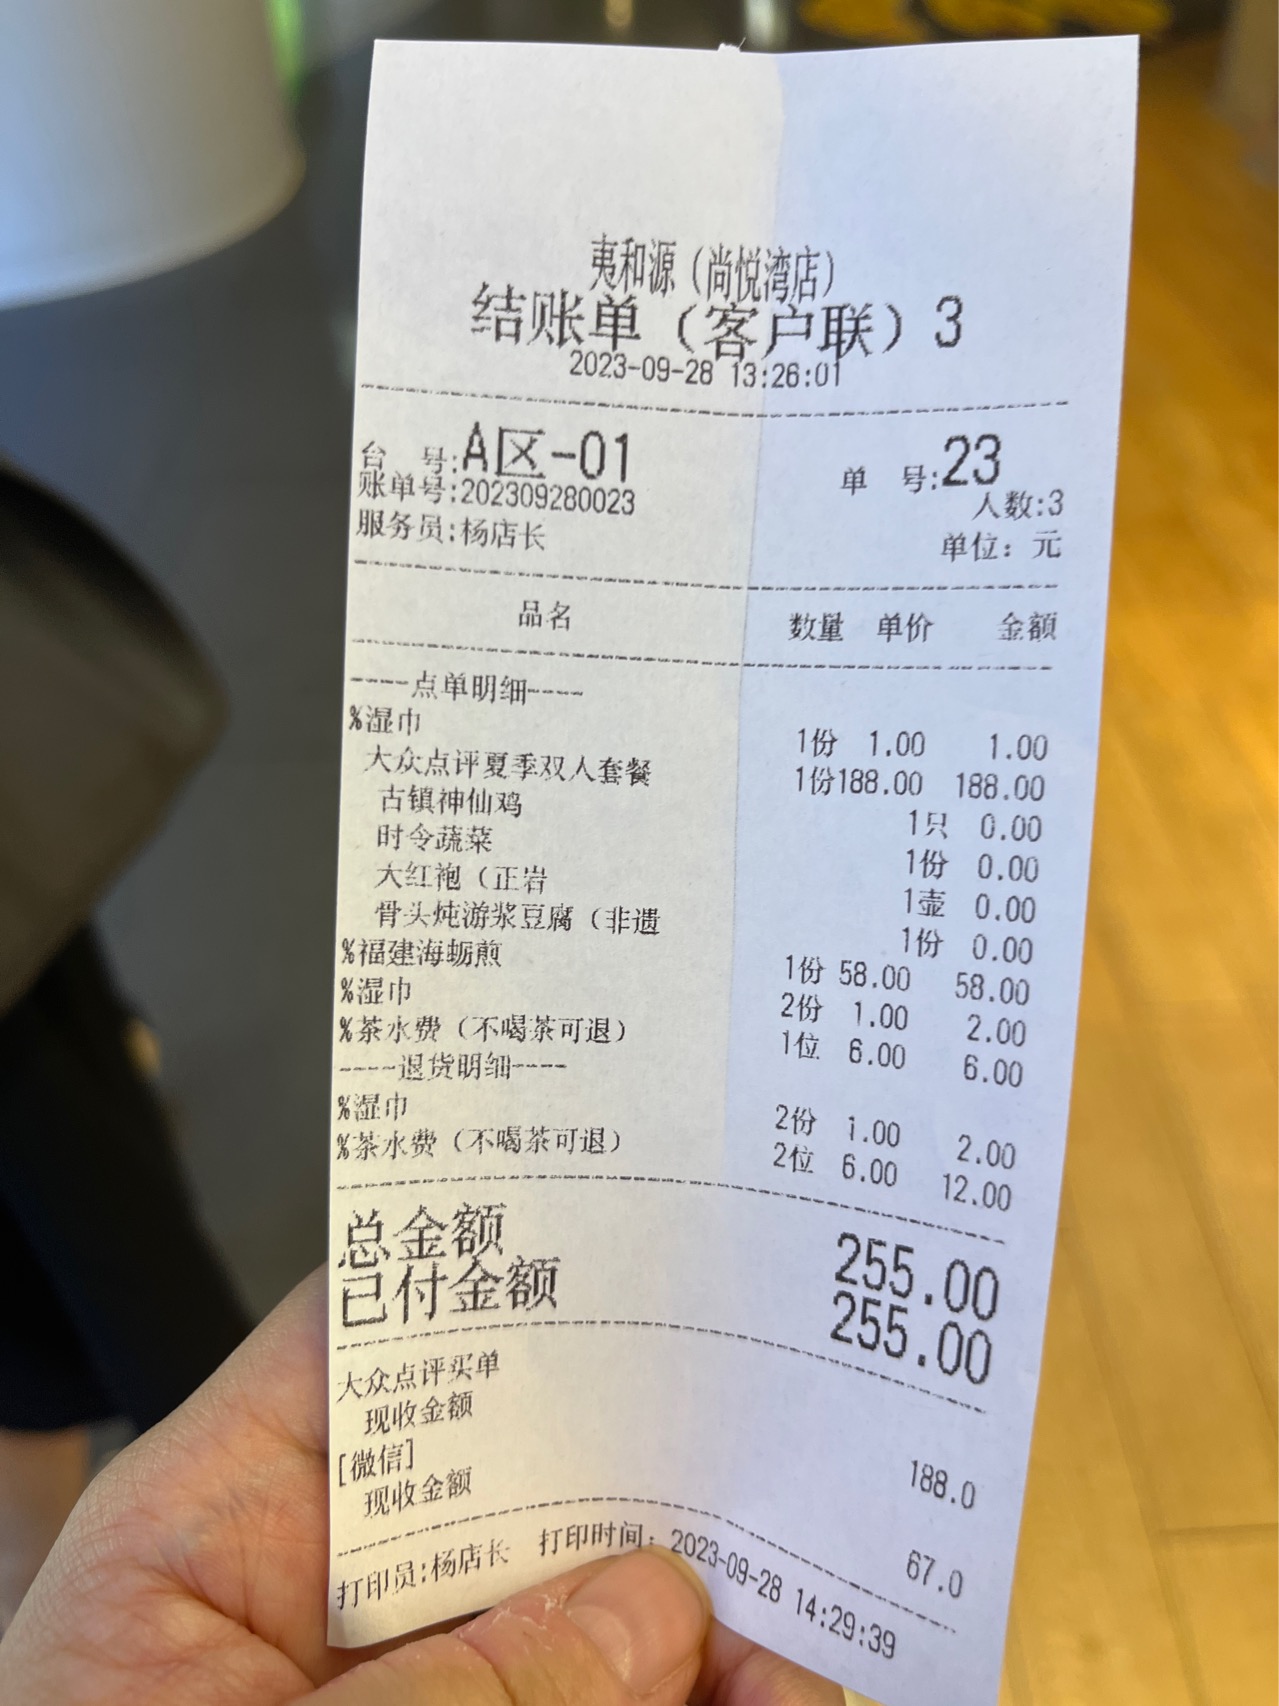 夷和源（尚悦湾店）
结账单（客户联）3
2023-09-28 13:26:01
台 号:A区-01 单 号:23
账单号:202309280023 人数:3
服务员:杨店长 单位：元
品名 数量 单价 金额
----点单明细----
%湿巾 1份 1.00 1.00
大众点评夏季双人套餐 1份188.00 188.00
古镇神仙鸡 1只 0.00
时令蔬菜 1份 0.00
大红袍（正岩 1壶 0.00
骨头炖游浆豆腐（非遗 1份 0.00
%福建海蛎煎 1份 58.00 58.00
%湿巾 2份 1.00 2.00
%茶水费（不喝茶可退） 1位 6.00 6.00
----退货明细----
%湿巾 2份 1.00 2.00
%茶水费（不喝茶可退） 2位 6.00 12.00
总金额 255.00
已付金额 255.00
大众点评买单
现收金额 188.0
[微信]
现收金额 67.0
打印员:杨店长 打印时间：2023-09-28 14:29:39